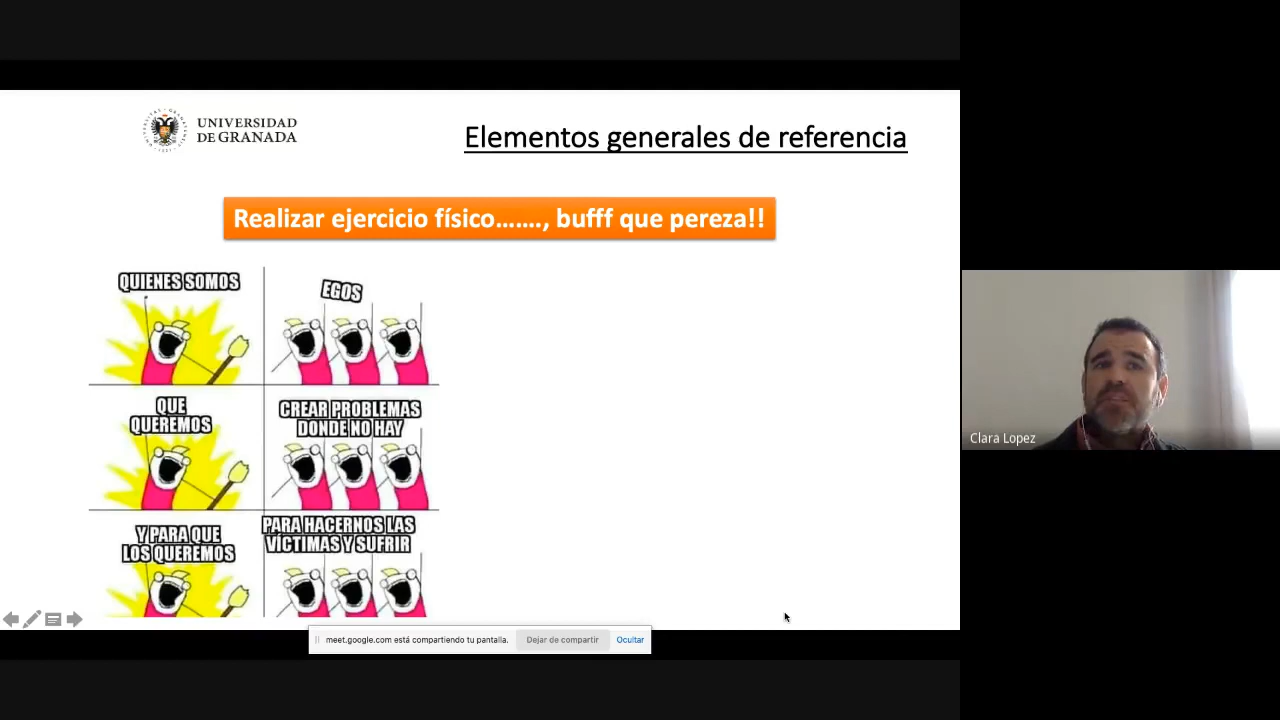 UNIVERSIDAD
DE GRANADA
Elementos generales de referencia
Realizar ejercicio físico......., bufff que pereza!!
QUIENES SOMOS
EGOS
QUE
QUEREMOS
CREAR PROBLEMAS
DONDE NO HAY
Y PARA QUE
LOS QUEREMOS
PARA HACERNOS LAS
VÍCTIMAS Y SUFRIR
Clara Lopez
meet.google.com está compartiendo tu pantalla.
Dejar de compartir
Ocultar